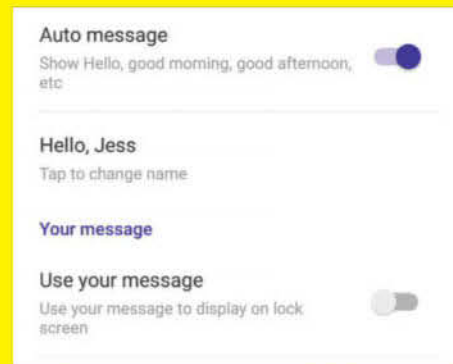 Auto message
Show Hello, good morning, good afternoon,
etc
Hello, Jess
Tap to change name
Your message
Use your message
Use your message to display on lock
screen